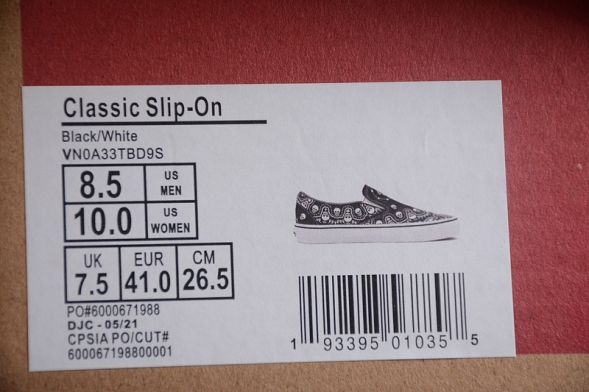 Classic Slip-On
Black/White
VN0A33TBD9S
8.5 US MEN
10.0 US WOMEN
UK EUR CM
7.5 41.0 26.5
PO#6000671988
DJC - 05/21
CPSIA PO/CUT#
600067198800001
1 93395 01035 5